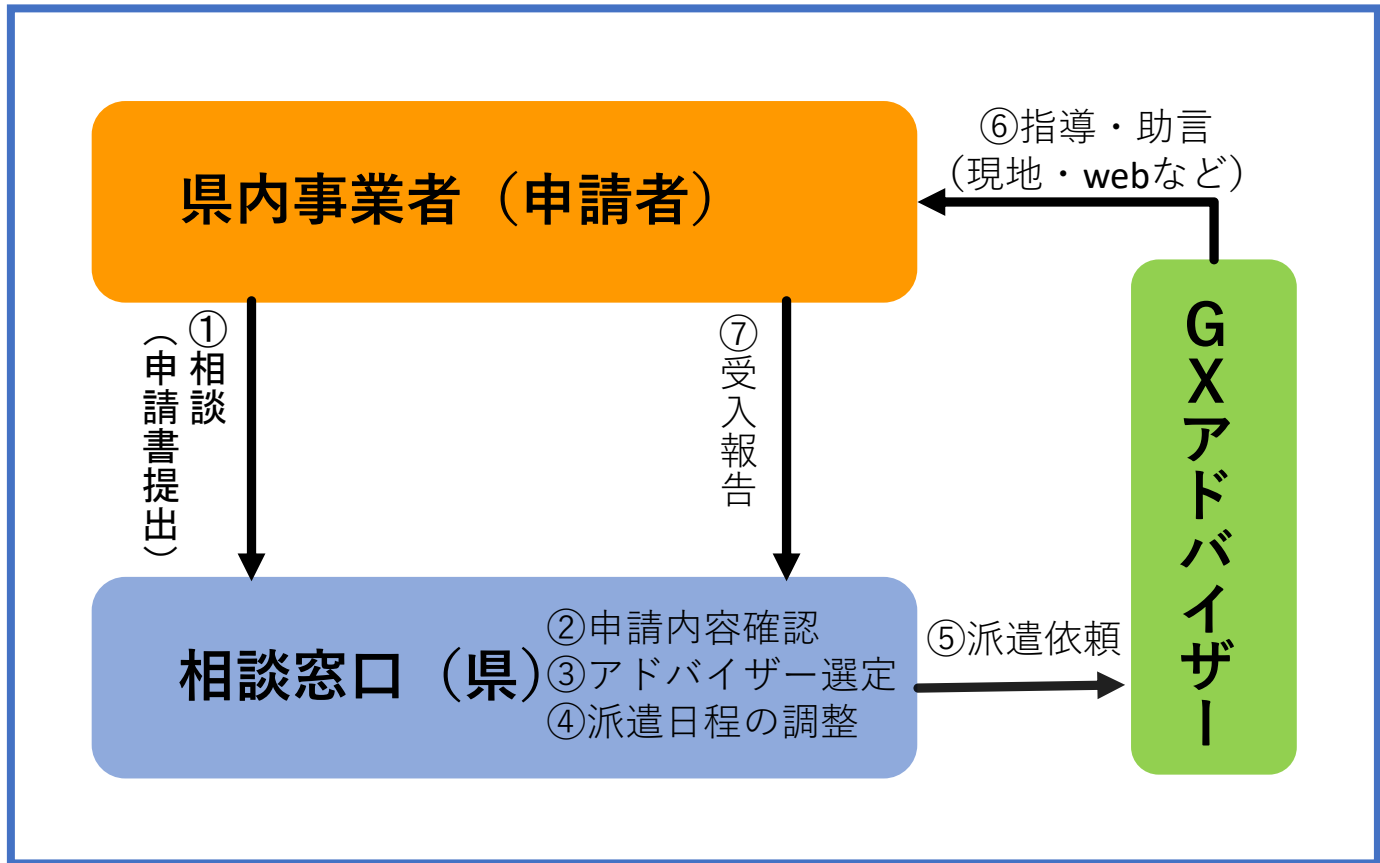 県内事業者（申請者）
⑥指導・助言
（現地・webなど）
①相談
（申請書提出）
⑦受入報告
GXアドバイザー
相談窓口（県）
②申請内容確認
③アドバイザー選定
④派遣日程の調整
⑤派遣依頼